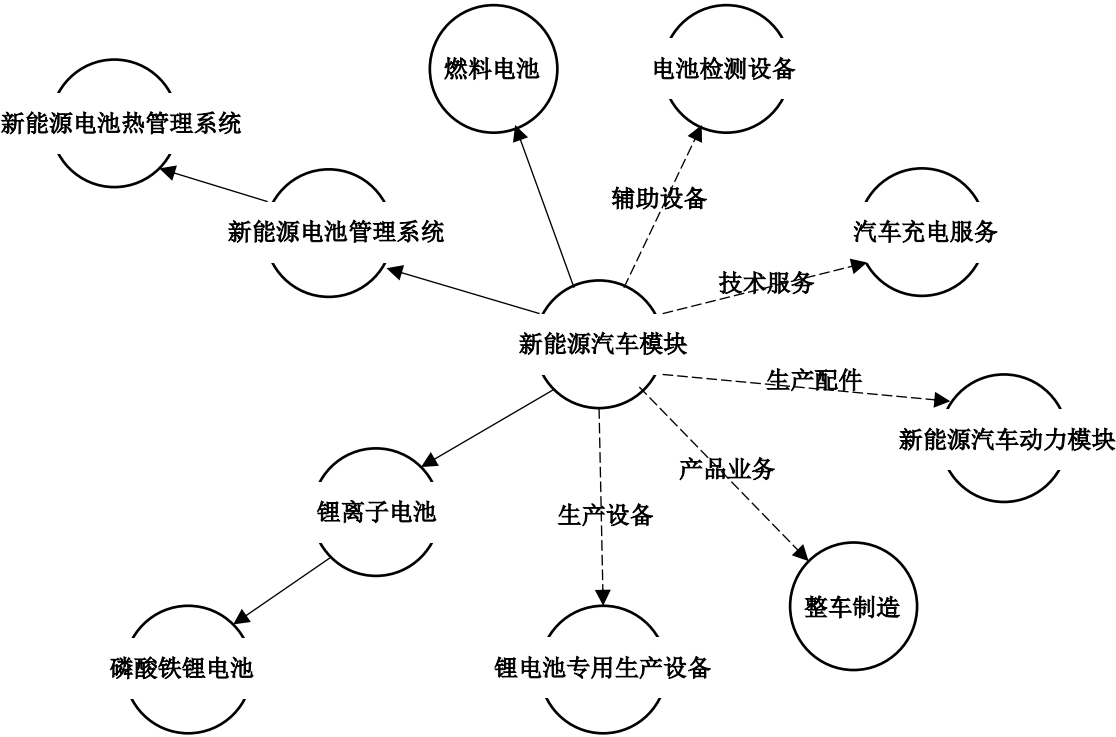 燃料电池
电池检测设备
新能源电池热管理系统
辅助设备
新能源电池管理系统
汽车充电服务
技术服务
新能源汽车模块
生产配件
新能源汽车动力模块
产品业务
锂离子电池
生产设备
整车制造
磷酸铁锂电池
锂电池专用生产设备